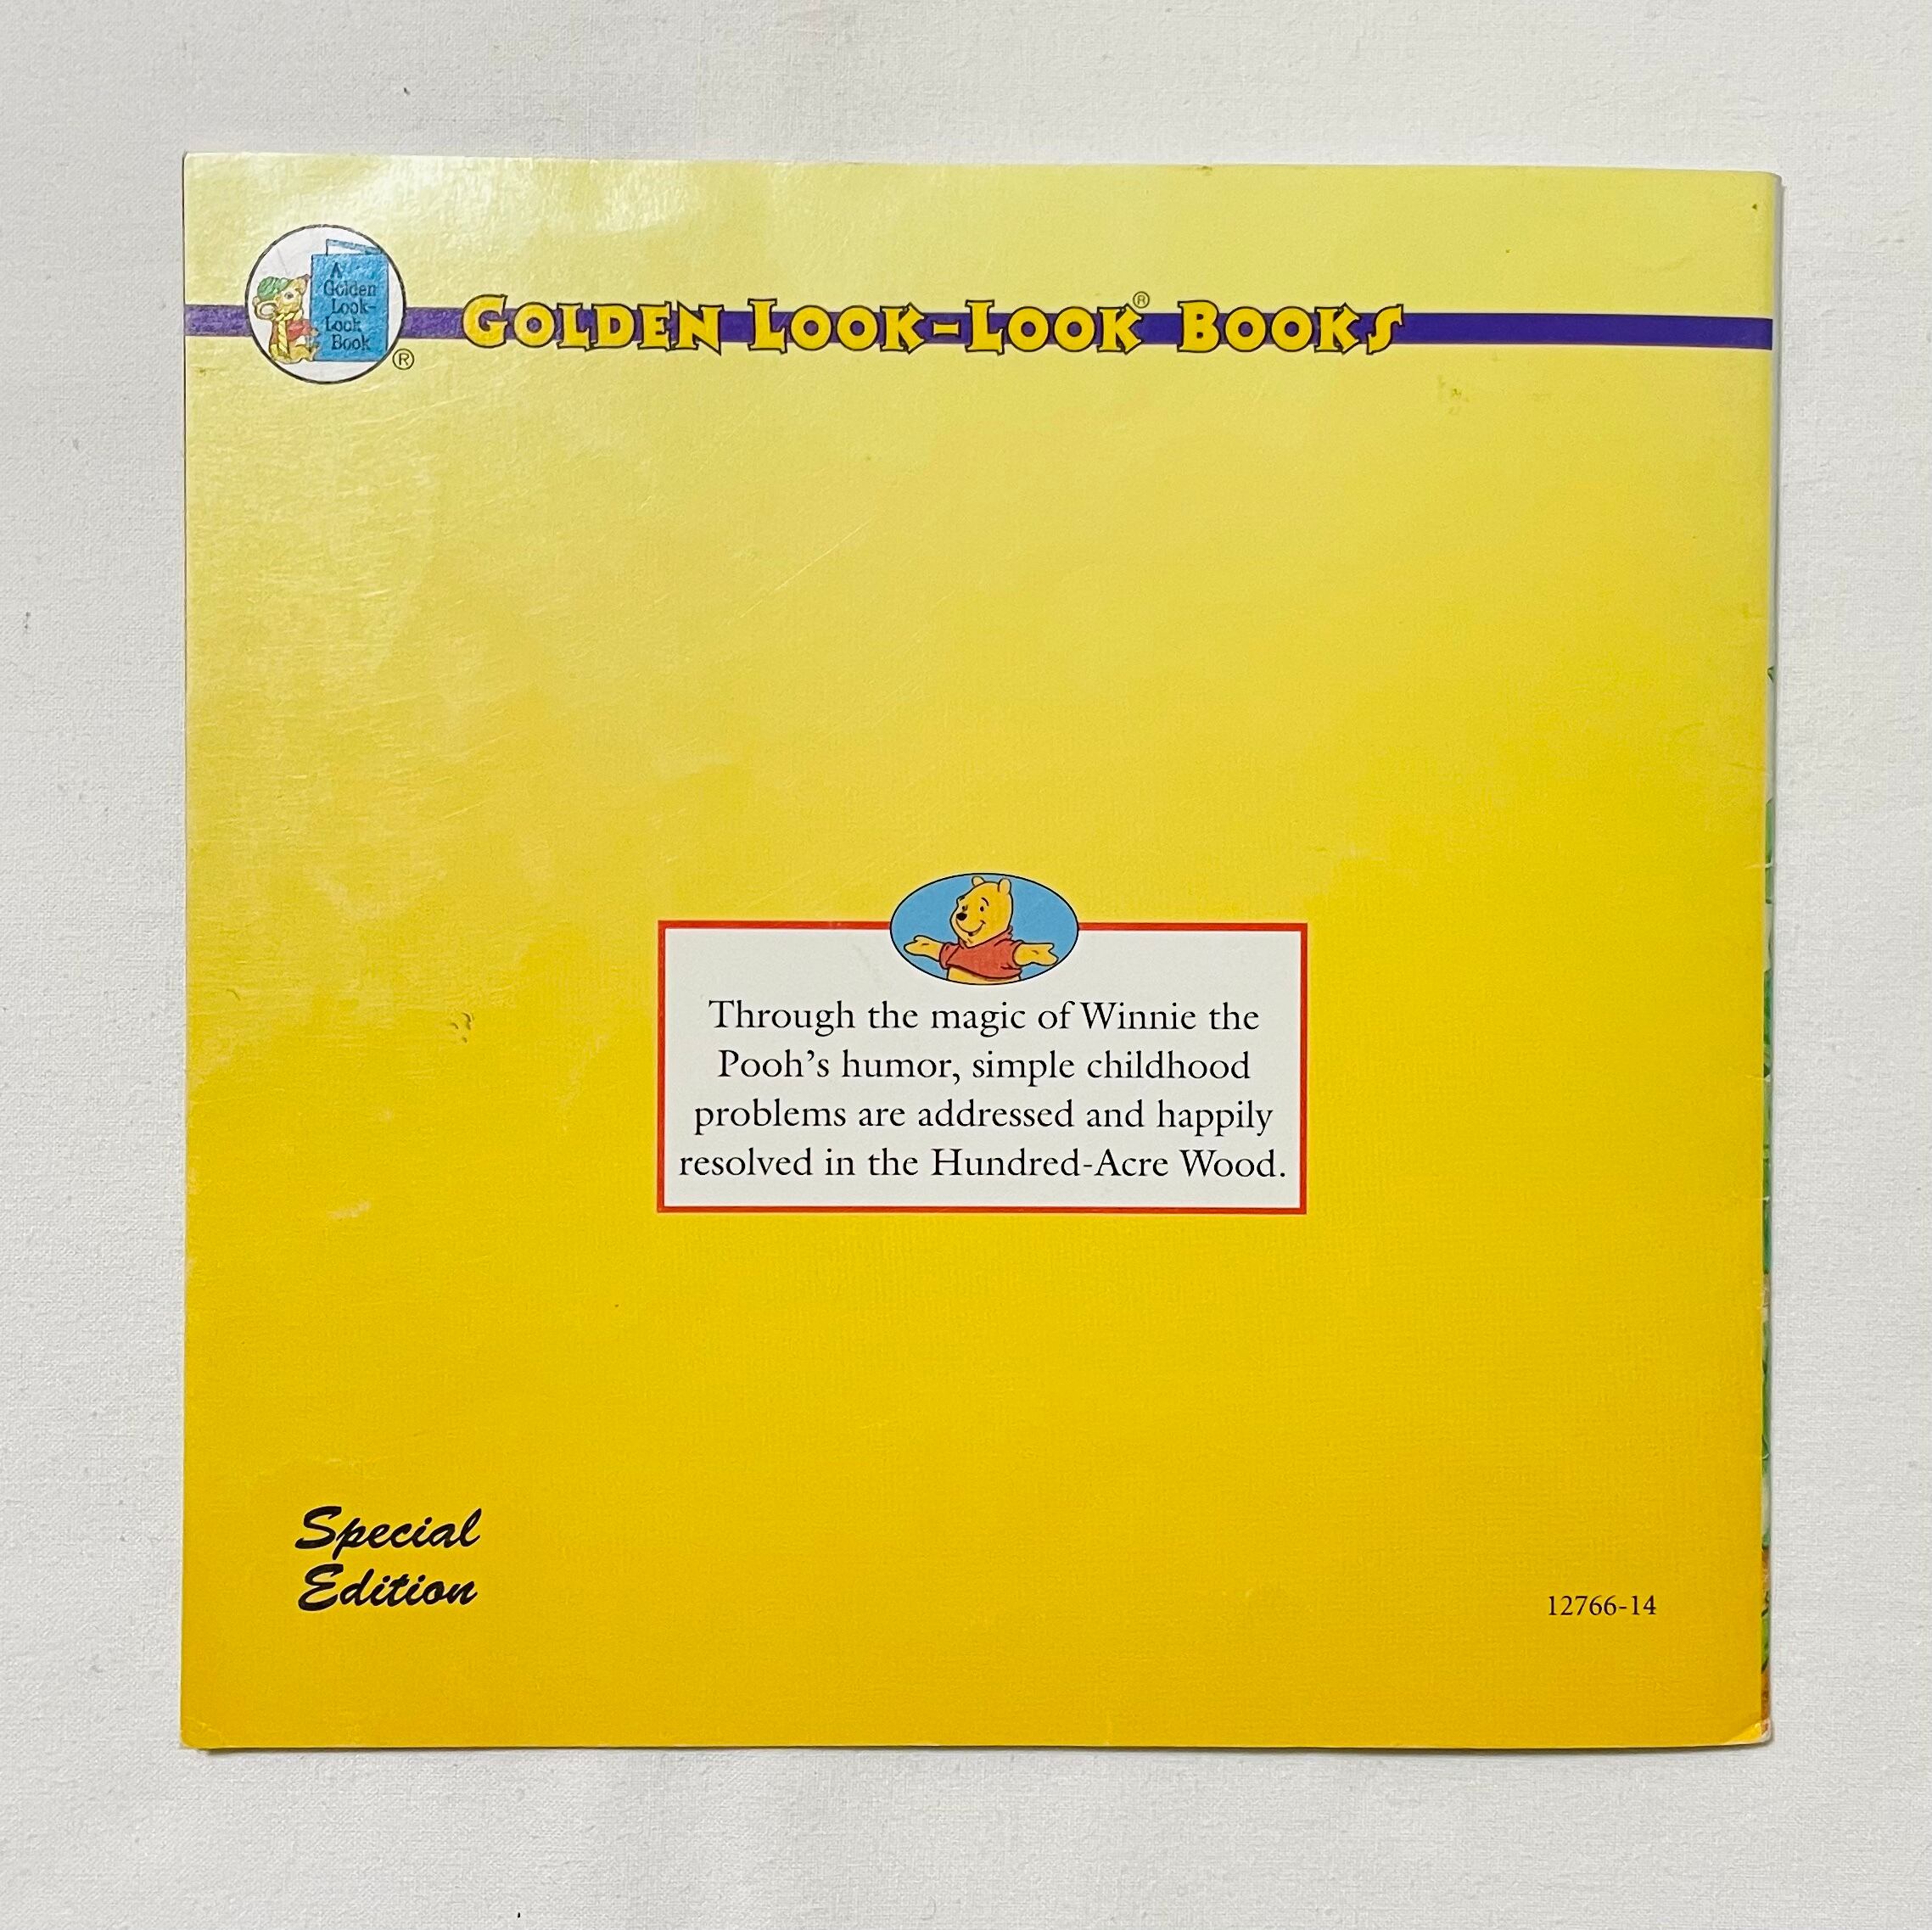 A
Golden
Look-
Look
Book
®
GOLDEN LOOK-LOOK® BOOKS
Through the magic of Winnie the
Pooh’s humor, simple childhood
problems are addressed and happily
resolved in the Hundred-Acre Wood.
Special
Edition
12766-14